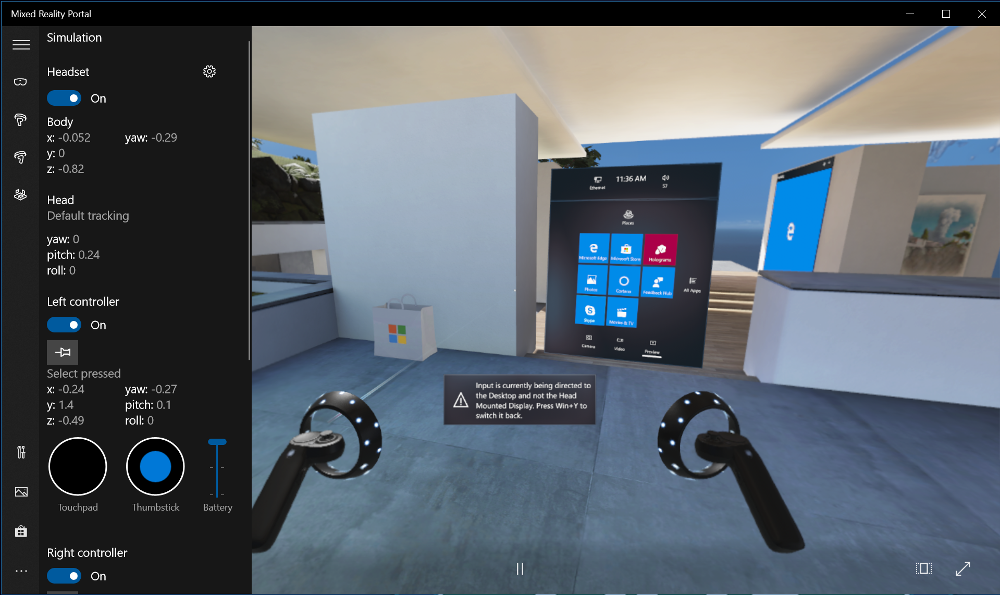 Mixed Reality Portal
Simulation
Headset
On
Body
x: -0.052 yaw: -0.29
y: 0
z: -0.82
Head
Default tracking
yaw: 0
pitch: 0.24
roll: 0
Left controller
On
Select pressed
x: -0.24 yaw: -0.27
y: 1.4 pitch: 0.1
z: -0.49 roll: 0
Touchpad Thumbstick Battery
Right controller
On
Ethernet 11:36 AM 57
Places
Microsoft Edge Microsoft Store Holograms
Photos Cortana Feedback Hub All Apps
Skype Movies & TV
Camera Video Preview
Input is currently being directed to
the Desktop and not the Head
Mounted Display. Press Win+Y to
switch it back.